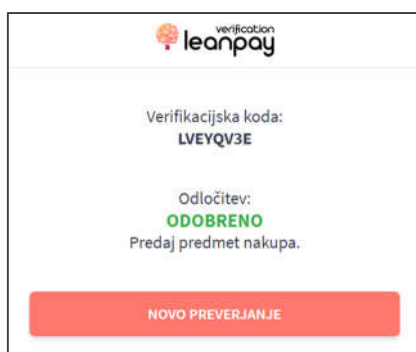 verification
leanpay
Verifikacijska koda:
LVEYQV3E
Odločitev:
ODOBRENO
Predaj predmet nakupa.
NOVO PREVERJANJE